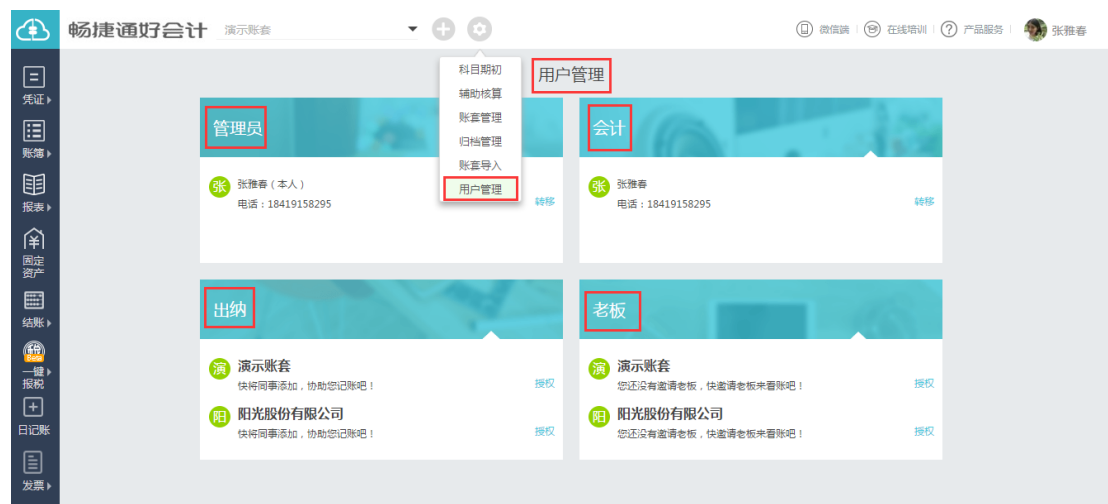 畅捷通好会计
演示账套
微信端
在线培训
产品服务
张雅春
凭证
账簿
报表
固定
资产
结账
税
Beta
一键
报税
日记账
发票
科目期初
辅助核算
账套管理
归档管理
账套导入
用户管理
用户管理
管理员
张
张雅春（本人）
电话：18419158295
转移
会计
张
张雅春
电话：18419158295
转移
出纳
演
演示账套
快将同事添加，协助您记账吧！
授权
阳
阳光股份有限公司
快将同事添加，协助您记账吧！
授权
老板
演
演示账套
您还没有邀请老板，快邀请老板来看账吧！
授权
阳
阳光股份有限公司
您还没有邀请老板，快邀请老板来看账吧！
授权